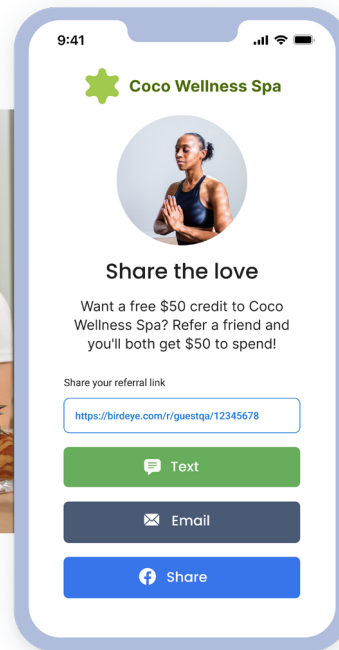 9:41
Coco Wellness Spa
Share the love
Want a free $50 credit to Coco
Wellness Spa? Refer a friend and
you'll both get $50 to spend!
Share your referral link
https://birdeye.com/r/guestqa/12345678
Text
Email
Share